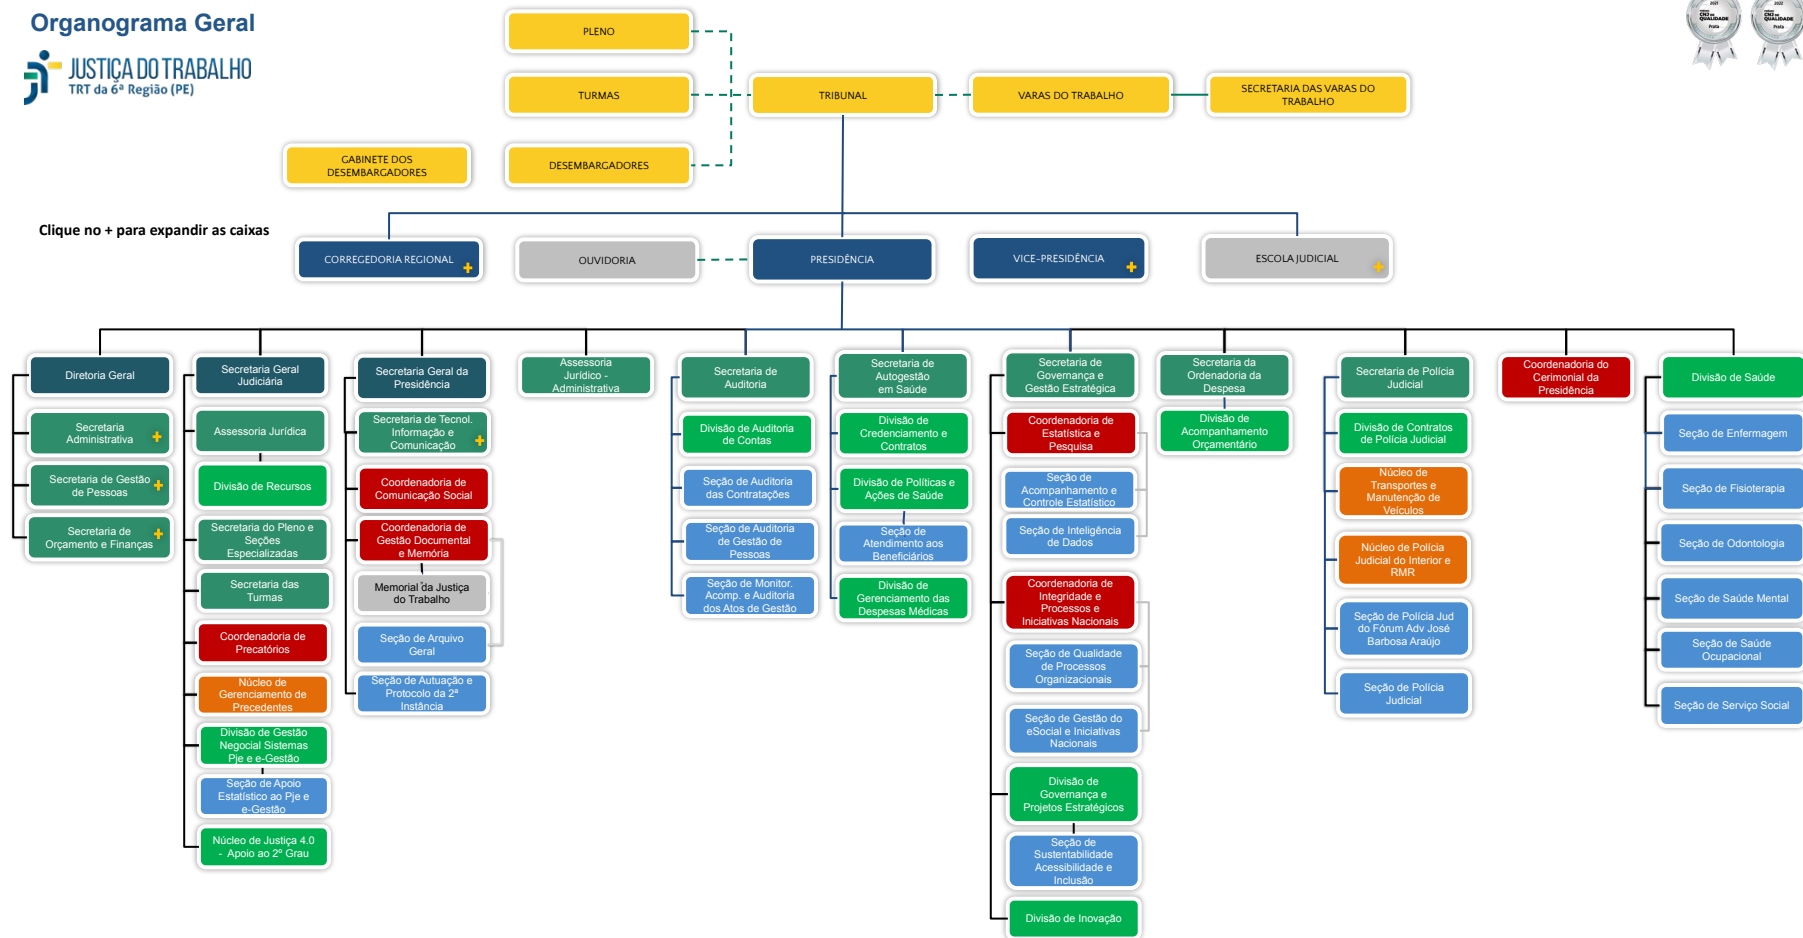 Organograma Geral
JUSTIÇA DO TRABALHO
TRT da 6ª Região (PE)
2021
CNJ DE
QUALIDADE
Prata
2022
CNJ DE
QUALIDADE
Prata
PLENO
TURMAS
TRIBUNAL
VARAS DO TRABALHO
SECRETARIA DAS VARAS DO
TRABALHO
GABINETE DOS
DESEMBARGADORES
DESEMBARGADORES
Clique no + para expandir as caixas
CORREGEDORIA REGIONAL
+
OUVIDORIA
PRESIDÊNCIA
VICE-PRESIDÊNCIA
+
ESCOLA JUDICIAL
+
Diretoria Geral
Secretaria
Administrativa
+
Secretaria de Gestão
de Pessoas
+
Secretaria de
Orçamento e Finanças
+
Secretaria Geral
Judiciária
Assessoria Jurídica
Divisão de Recursos
Secretaria do Pleno e
Seções
Especializadas
Secretaria das
Turmas
Coordenadoria de
Precatórios
Núcleo de
Gerenciamento de
Precedentes
Divisão de Gestão
Negocial Sistemas
Pje e e-Gestão
Seção de Apoio
Estatístico ao Pje e
e-Gestão
Núcleo de Justiça 4.0
- Apoio ao 2º Grau
Secretaria Geral da
Presidência
Secretaria de Tecnol.
Informação e
Comunicação
+
Coordenadoria de
Comunicação Social
Coordenadoria de
Gestão Documental
e Memória
Memorial da Justiça
do Trabalho
Seção de Arquivo
Geral
Seção de Autuação e
Protocolo da 2ª
Instância
Assessoria
Jurídico -
Administrativa
Secretaria de
Auditoria
Divisão de Auditoria
de Contas
Seção de Auditoria
das Contratações
Seção de Auditoria
de Gestão de
Pessoas
Seção de Monitor.
Acomp. e Auditoria
dos Atos de Gestão
Secretaria de
Autogestão
em Saúde
Divisão de
Credenciamento e
Contratos
Divisão de Políticas e
Ações de Saúde
Seção de
Atendimento aos
Beneficiários
Divisão de
Gerenciamento das
Despesas Médicas
Secretaria de
Governança e
Gestão Estratégica
Coordenadoria de
Estatística e
Pesquisa
Seção de
Acompanhamento e
Controle Estatístico
Seção de Inteligência
de Dados
Coordenadoria de
Integridade e
Processos e
Iniciativas Nacionais
Seção de Qualidade
de Processos
Organizacionais
Seção de Gestão do
eSocial e Iniciativas
Nacionais
Divisão de
Governança e
Projetos Estratégicos
Seção de
Sustentabilidade
Acessibilidade e
Inclusão
Divisão de Inovação
Secretaria da
Ordenadoria da
Despesa
Divisão de
Acompanhamento
Orçamentário
Secretaria de Polícia
Judicial
Divisão de Contratos
de Polícia Judicial
Núcleo de
Transportes e
Manutenção de
Veículos
Núcleo de Polícia
Judicial do Interior e
RMR
Seção de Polícia Jud
do Fórum Adv José
Barbosa Araújo
Seção de Polícia
Judicial
Coordenadoria do
Cerimonial da
Presidência
Divisão de Saúde
Seção de Enfermagem
Seção de Fisioterapia
Seção de Odontologia
Seção de Saúde Mental
Seção de Saúde
Ocupacional
Seção de Serviço Social